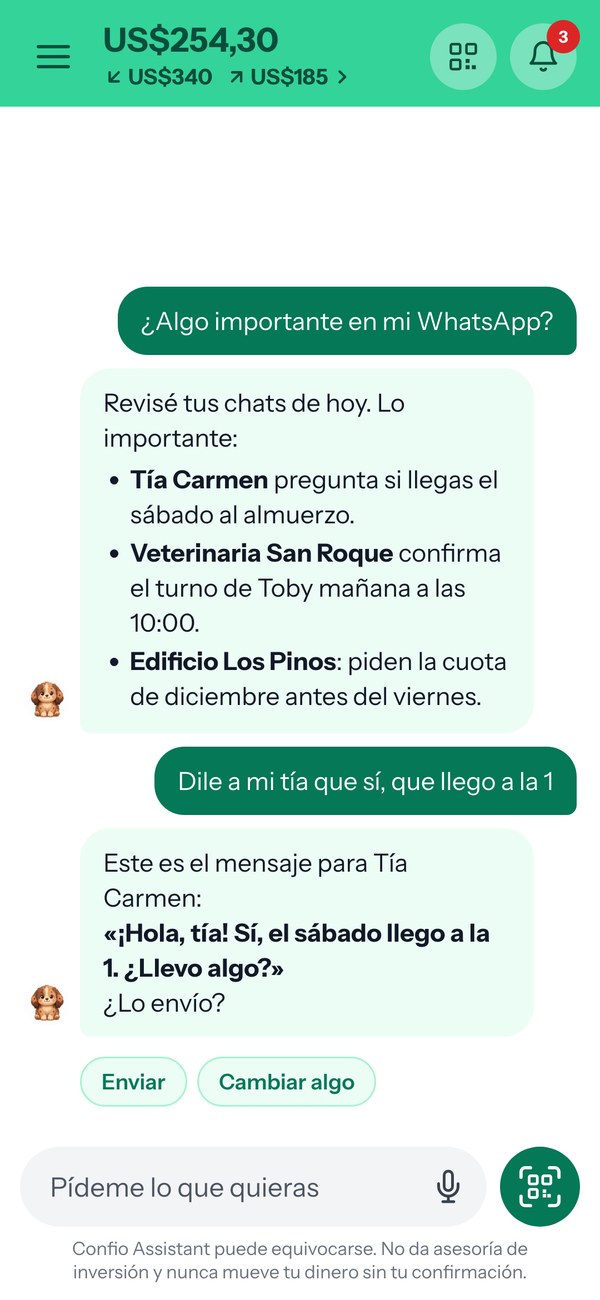 US$254,30
↙ US$340 ↗ US$185 >
3
¿Algo importante en mi WhatsApp?
Revisé tus chats de hoy. Lo
importante:
• Tía Carmen pregunta si llegas el
sábado al almuerzo.
• Veterinaria San Roque confirma
el turno de Toby mañana a las
10:00.
• Edificio Los Pinos: piden la cuota
de diciembre antes del viernes.
Dile a mi tía que sí, que llego a la 1
Este es el mensaje para Tía
Carmen:
«¡Hola, tía! Sí, el sábado llego a la
1. ¿Llevo algo?»
¿Lo envío?
Enviar
Cambiar algo
Pídeme lo que quieras
Confio Assistant puede equivocarse. No da asesoría de
inversión y nunca mueve tu dinero sin tu confirmación.